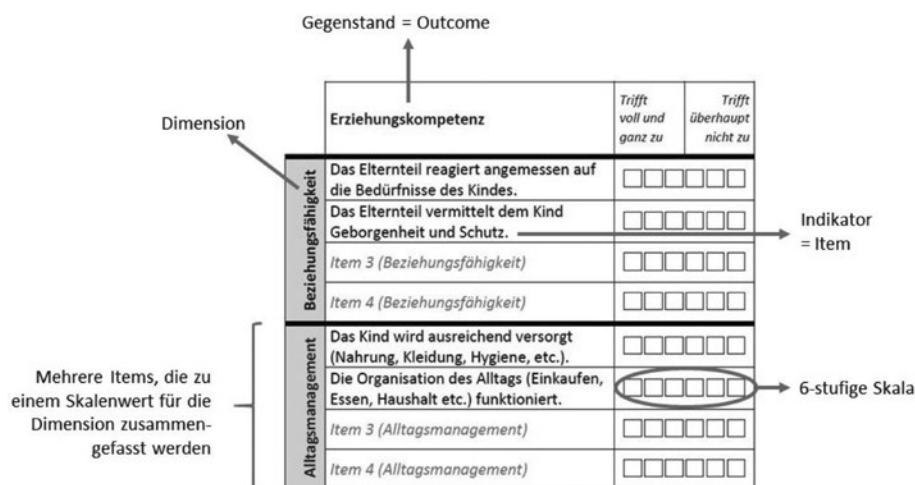 Gegenstand = Outcome
Dimension
Erziehungskompetenz
Trifft
voll und
ganz zu
Trifft
überhaupt
nicht zu
Beziehungsfähigkeit
Das Elternteil reagiert angemessen auf
die Bedürfnisse des Kindes.
Das Elternteil vermittelt dem Kind
Geborgenheit und Schutz.
Indikator
= Item
Item 3 (Beziehungsfähigkeit)
Item 4 (Beziehungsfähigkeit)
Mehrere Items, die zu
einem Skalenwert für die
Dimension zusammen-
gefasst werden
Alltagsmanagement
Das Kind wird ausreichend versorgt
(Nahrung, Kleidung, Hygiene, etc.).
Die Organisation des Alltags (Einkaufen,
Essen, Haushalt etc.) funktioniert.
6-stufige Skala
Item 3 (Alltagsmanagement)
Item 4 (Alltagsmanagement)